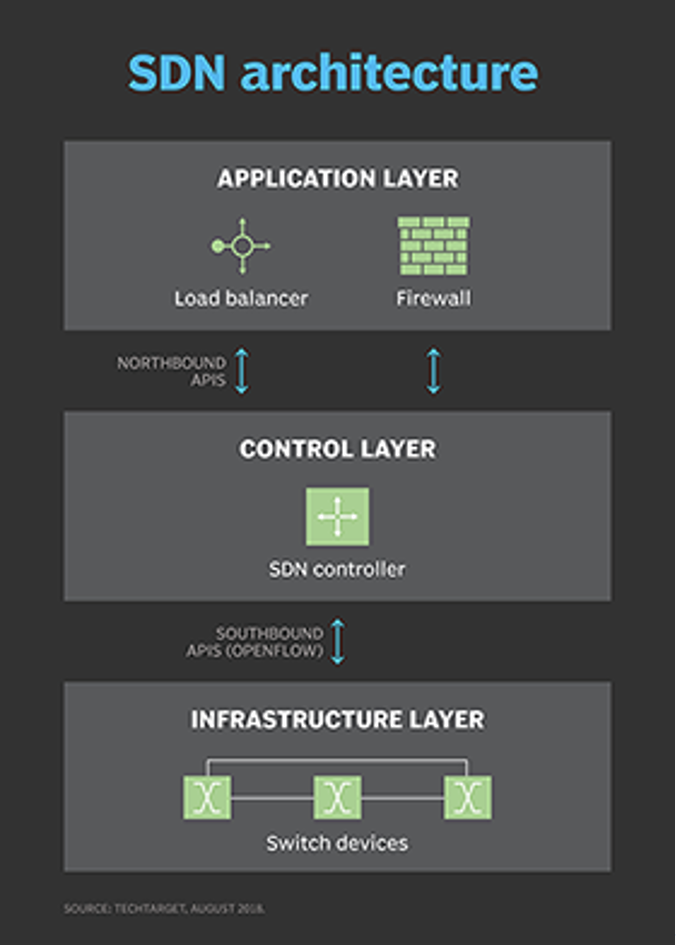 SDN architecture
APPLICATION LAYER
Load balancer
Firewall
NORTHBOUND
APIS
CONTROL LAYER
SDN controller
SOUTHBOUND
APIS (OPENFLOW)
INFRASTRUCTURE LAYER
Switch devices
SOURCE: TECHTARGET, AUGUST 2018.